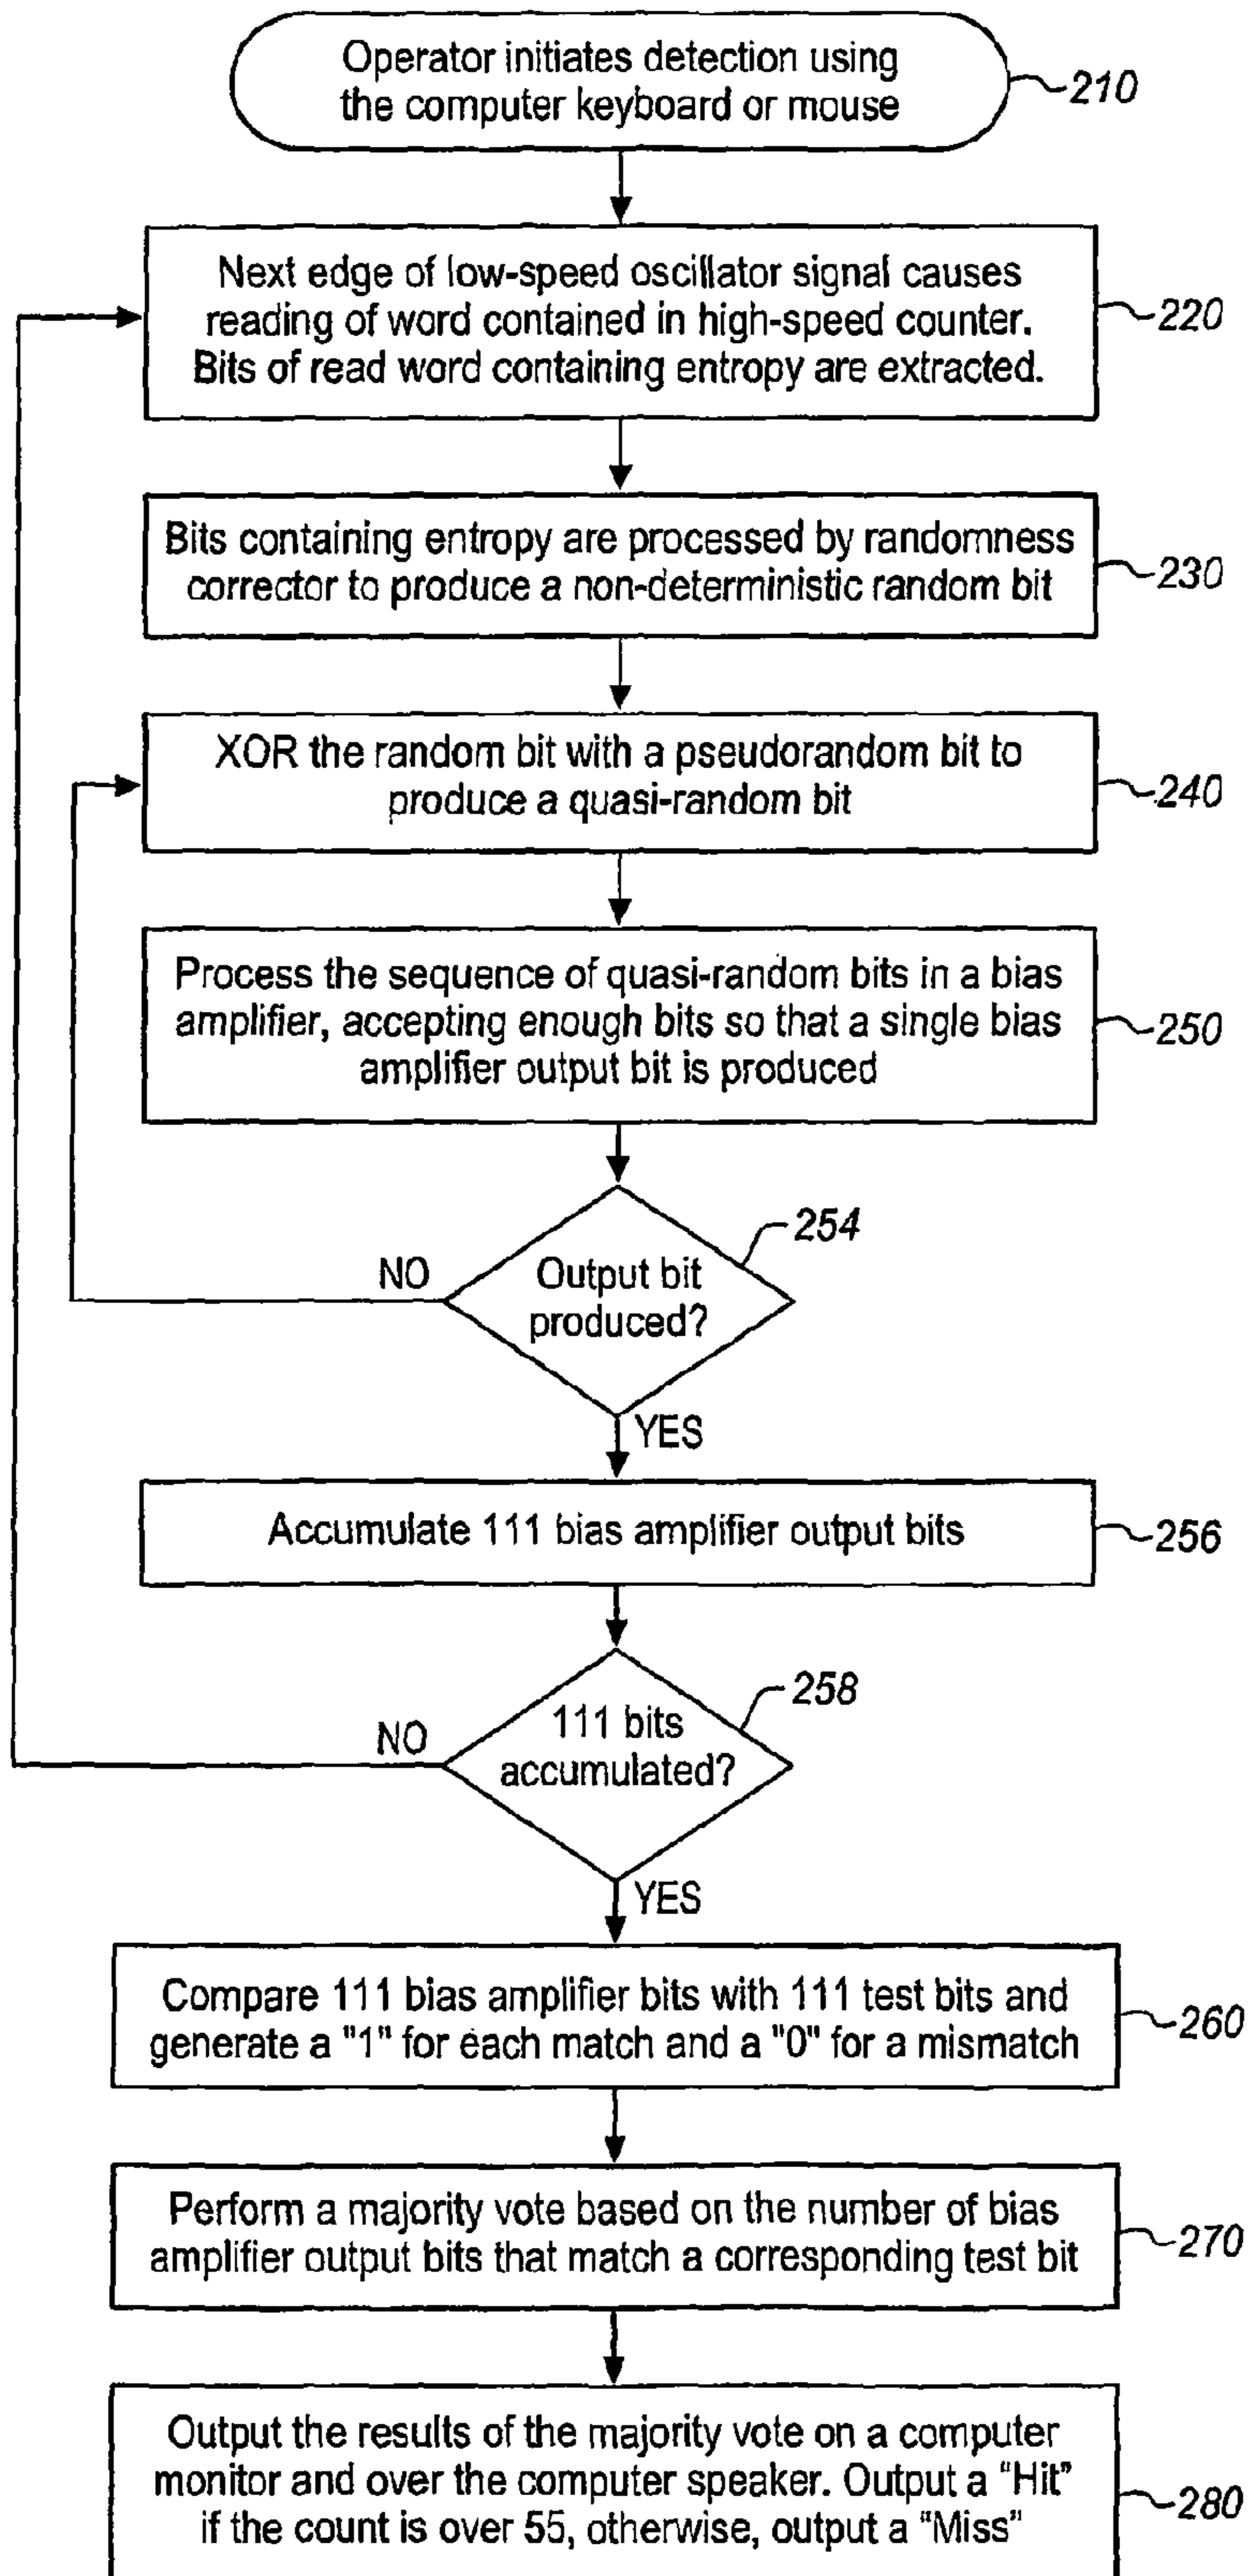 Operator initiates detection using
the computer keyboard or mouse
210
Next edge of low-speed oscillator signal causes
reading of word contained in high-speed counter.
Bits of read word containing entropy are extracted.
220
Bits containing entropy are processed by randomness
corrector to produce a non-deterministic random bit
230
XOR the random bit with a pseudorandom bit to
produce a quasi-random bit
240
Process the sequence of quasi-random bits in a bias
amplifier, accepting enough bits so that a single bias
amplifier output bit is produced
250
254
NO
Output bit
produced?
YES
Accumulate 111 bias amplifier output bits
256
258
NO
111 bits
accumulated?
YES
Compare 111 bias amplifier bits with 111 test bits and
generate a "1" for each match and a "0" for a mismatch
260
Perform a majority vote based on the number of bias
amplifier output bits that match a corresponding test bit
270
Output the results of the majority vote on a computer
monitor and over the computer speaker. Output a "Hit"
if the count is over 55, otherwise, output a "Miss"
280